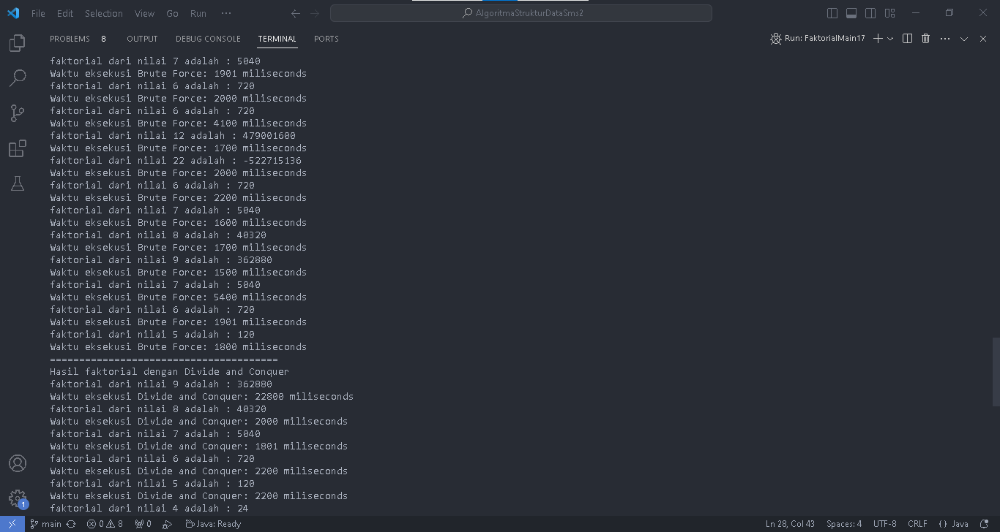 File Edit Selection View Go Run ···
AlgoritmaStrukturDataSms2
PROBLEMS 8 OUTPUT DEBUG CONSOLE TERMINAL PORTS
Run: FaktorialMain17
faktorial dari nilai 7 adalah : 5040
Waktu eksekusi Brute Force: 1901 miliseconds
faktorial dari nilai 6 adalah : 720
Waktu eksekusi Brute Force: 2000 miliseconds
faktorial dari nilai 6 adalah : 720
Waktu eksekusi Brute Force: 4100 miliseconds
faktorial dari nilai 12 adalah : 479001600
Waktu eksekusi Brute Force: 1700 miliseconds
faktorial dari nilai 22 adalah : -522715136
Waktu eksekusi Brute Force: 2000 miliseconds
faktorial dari nilai 6 adalah : 720
Waktu eksekusi Brute Force: 2200 miliseconds
faktorial dari nilai 7 adalah : 5040
Waktu eksekusi Brute Force: 1600 miliseconds
faktorial dari nilai 8 adalah : 40320
Waktu eksekusi Brute Force: 1700 miliseconds
faktorial dari nilai 9 adalah : 362880
Waktu eksekusi Brute Force: 1500 miliseconds
faktorial dari nilai 7 adalah : 5040
Waktu eksekusi Brute Force: 5400 miliseconds
faktorial dari nilai 6 adalah : 720
Waktu eksekusi Brute Force: 1901 miliseconds
faktorial dari nilai 5 adalah : 120
Waktu eksekusi Brute Force: 1800 miliseconds
=======================================
Hasil faktorial dengan Divide and Conquer
faktorial dari nilai 9 adalah : 362880
Waktu eksekusi Divide and Conquer: 22800 miliseconds
faktorial dari nilai 8 adalah : 40320
Waktu eksekusi Divide and Conquer: 2000 miliseconds
faktorial dari nilai 7 adalah : 5040
Waktu eksekusi Divide and Conquer: 1801 miliseconds
faktorial dari nilai 6 adalah : 720
Waktu eksekusi Divide and Conquer: 2200 miliseconds
faktorial dari nilai 5 adalah : 120
Waktu eksekusi Divide and Conquer: 2200 miliseconds
faktorial dari nilai 4 adalah : 24
1
main 0 8 0 Java: Ready Ln 28, Col 43 Spaces: 4 UTF-8 CRLF {} Java